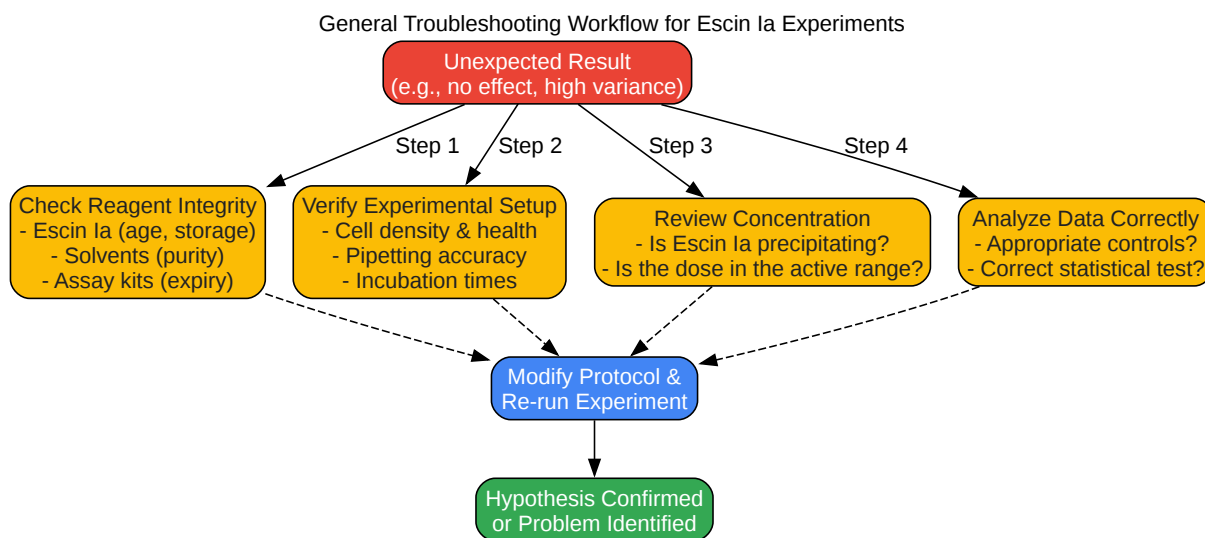 General Troubleshooting Workflow for Escin Ia Experiments
Unexpected Result
(e.g., no effect, high variance)
Step 1
Step 2
Step 3
Step 4
Check Reagent Integrity
- Escin Ia (age, storage)
- Solvents (purity)
- Assay kits (expiry)
Verify Experimental Setup
- Cell density & health
- Pipetting accuracy
- Incubation times
Review Concentration
- Is Escin Ia precipitating?
- Is the dose in the active range?
Analyze Data Correctly
- Appropriate controls?
- Correct statistical test?
Modify Protocol &
Re-run Experiment
Hypothesis Confirmed
or Problem Identified